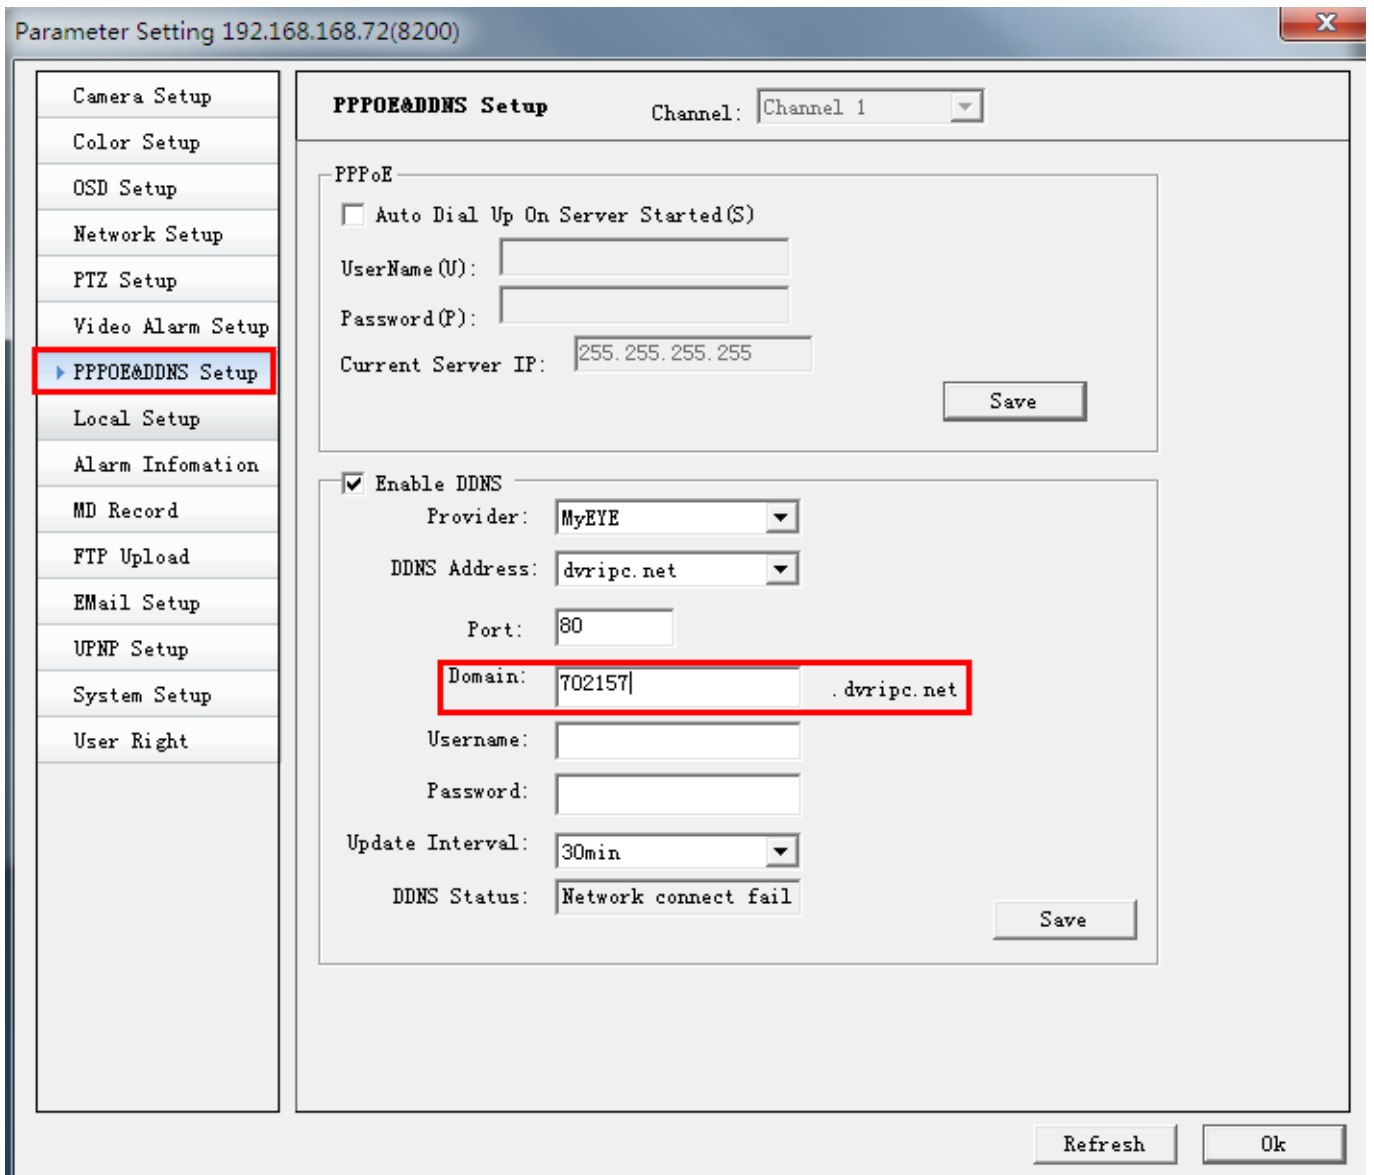 Parameter Setting 192.168.168.72(8200)
Camera Setup
Color Setup
OSD Setup
Network Setup
PTZ Setup
Video Alarm Setup
PPPOE&DDNS Setup
Local Setup
Alarm Infomation
MD Record
FTP Upload
EMail Setup
UPNP Setup
System Setup
User Right
PPPOE&DDNS Setup
Channel: Channel 1
PPPoE
Auto Dial Up On Server Started(S)
UserName(U):
Password(P):
Current Server IP: 255.255.255.255
Save
Enable DDNS
Provider: MyEYE
DDNS Address: dvripc.net
Port: 80
Domain: 702157 .dvripc.net
Username:
Password:
Update Interval: 30min
DDNS Status: Network connect fail
Save
Refresh Ok